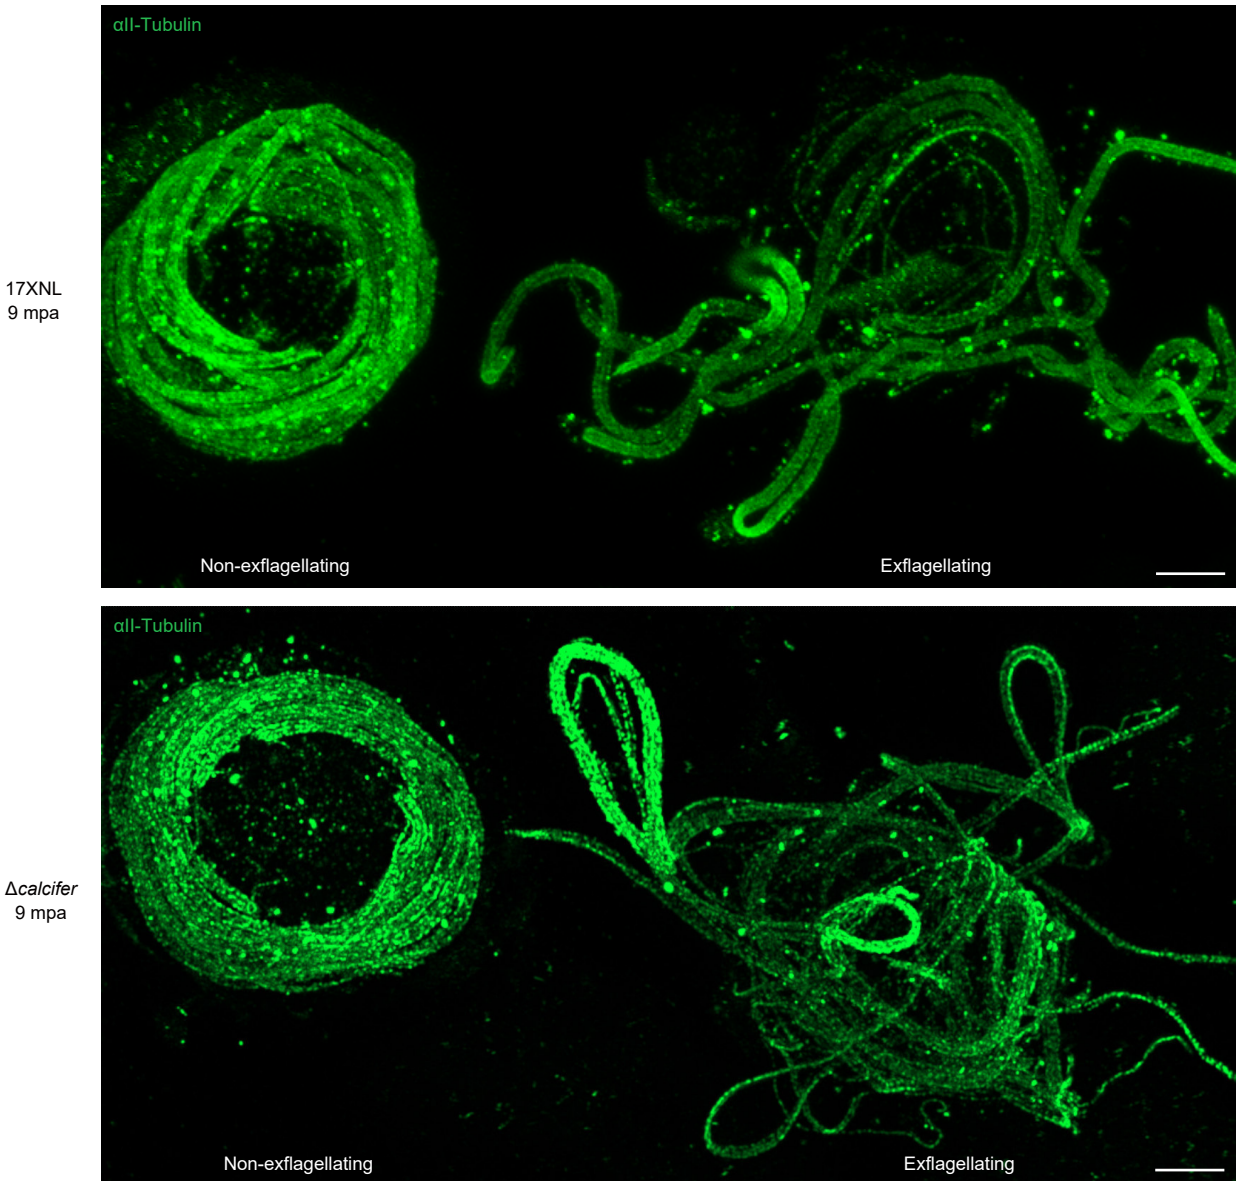 αII-Tubulin
17XNL
9 mpa
Non-exflagellating
Exflagellating
αII-Tubulin
Δcalcifer
9 mpa
Non-exflagellating
Exflagellating